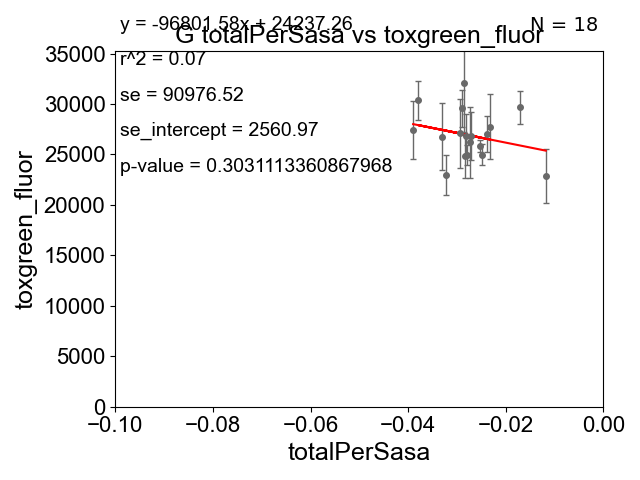 y = -96801.58x + 24237.26
N = 18
G totalPerSasa vs toxgreen_fluor
r^2 = 0.07
se = 90976.52
se_intercept = 2560.97
p-value = 0.3031113360867968
35000
30000
25000
20000
15000
10000
5000
0
toxgreen_fluor
−0.10
−0.08
−0.06
−0.04
−0.02
0.00
totalPerSasa